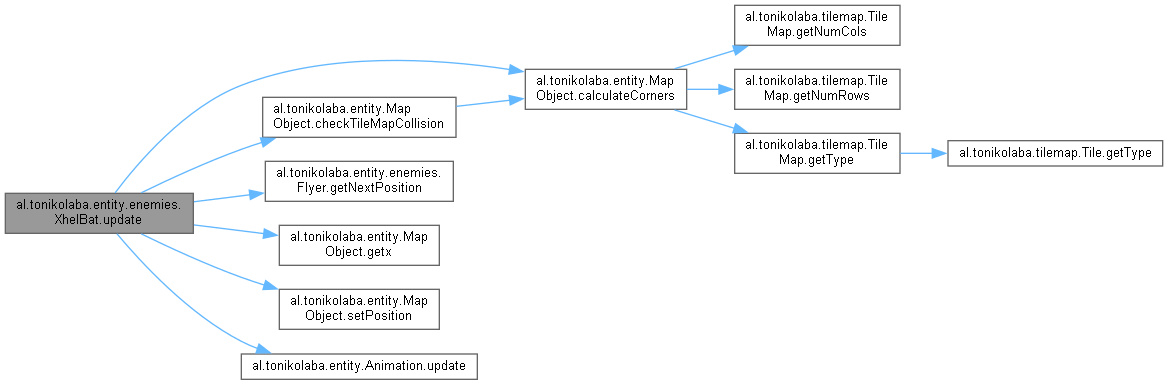 al.tonikolaba.entity.enemies.
XhelBat.update
al.tonikolaba.entity.Map
Object.checkTileMapCollision
al.tonikolaba.entity.enemies.
Flyer.getNextPosition
al.tonikolaba.entity.Map
Object.getx
al.tonikolaba.entity.Map
Object.setPosition
al.tonikolaba.entity.Animation.update
al.tonikolaba.entity.Map
Object.calculateCorners
al.tonikolaba.tilemap.Tile
Map.getNumCols
al.tonikolaba.tilemap.Tile
Map.getNumRows
al.tonikolaba.tilemap.Tile
Map.getType
al.tonikolaba.tilemap.Tile.getType